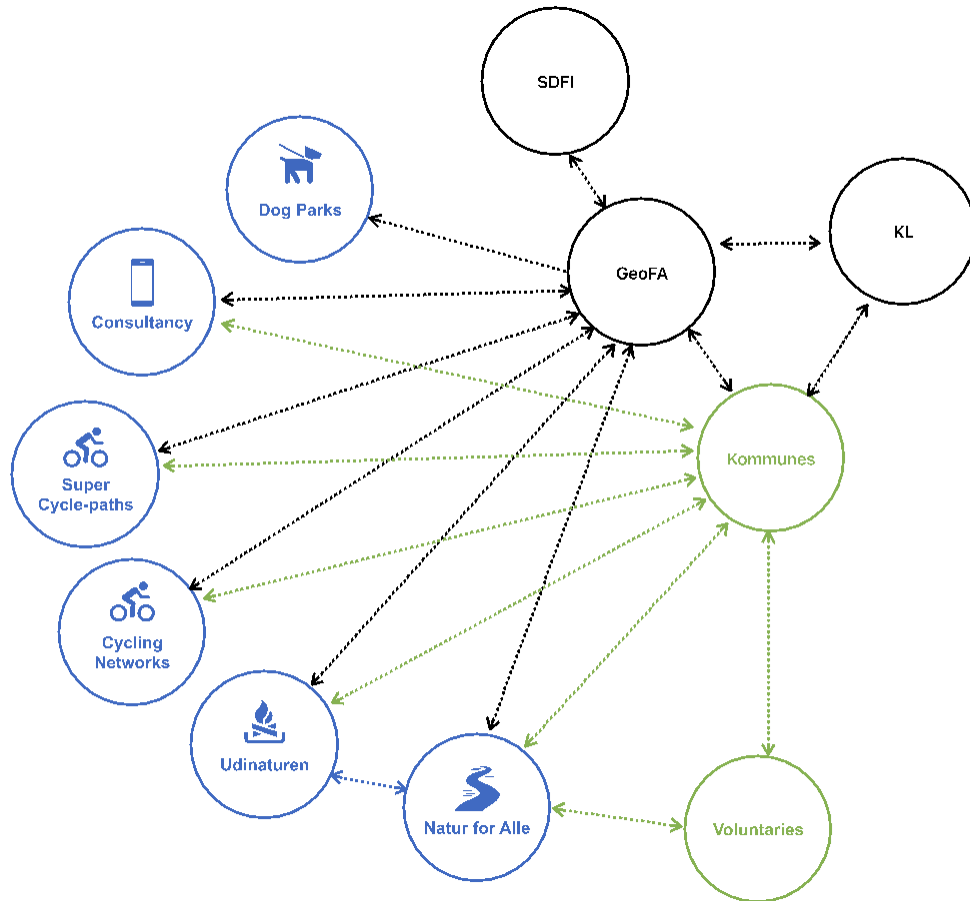 SDFI
Dog Parks
KL
GeoFA
Consultancy
Kommunes
Super
Cycle-paths
Cycling
Networks
Udinaturen
Natur for Alle
Voluntaries